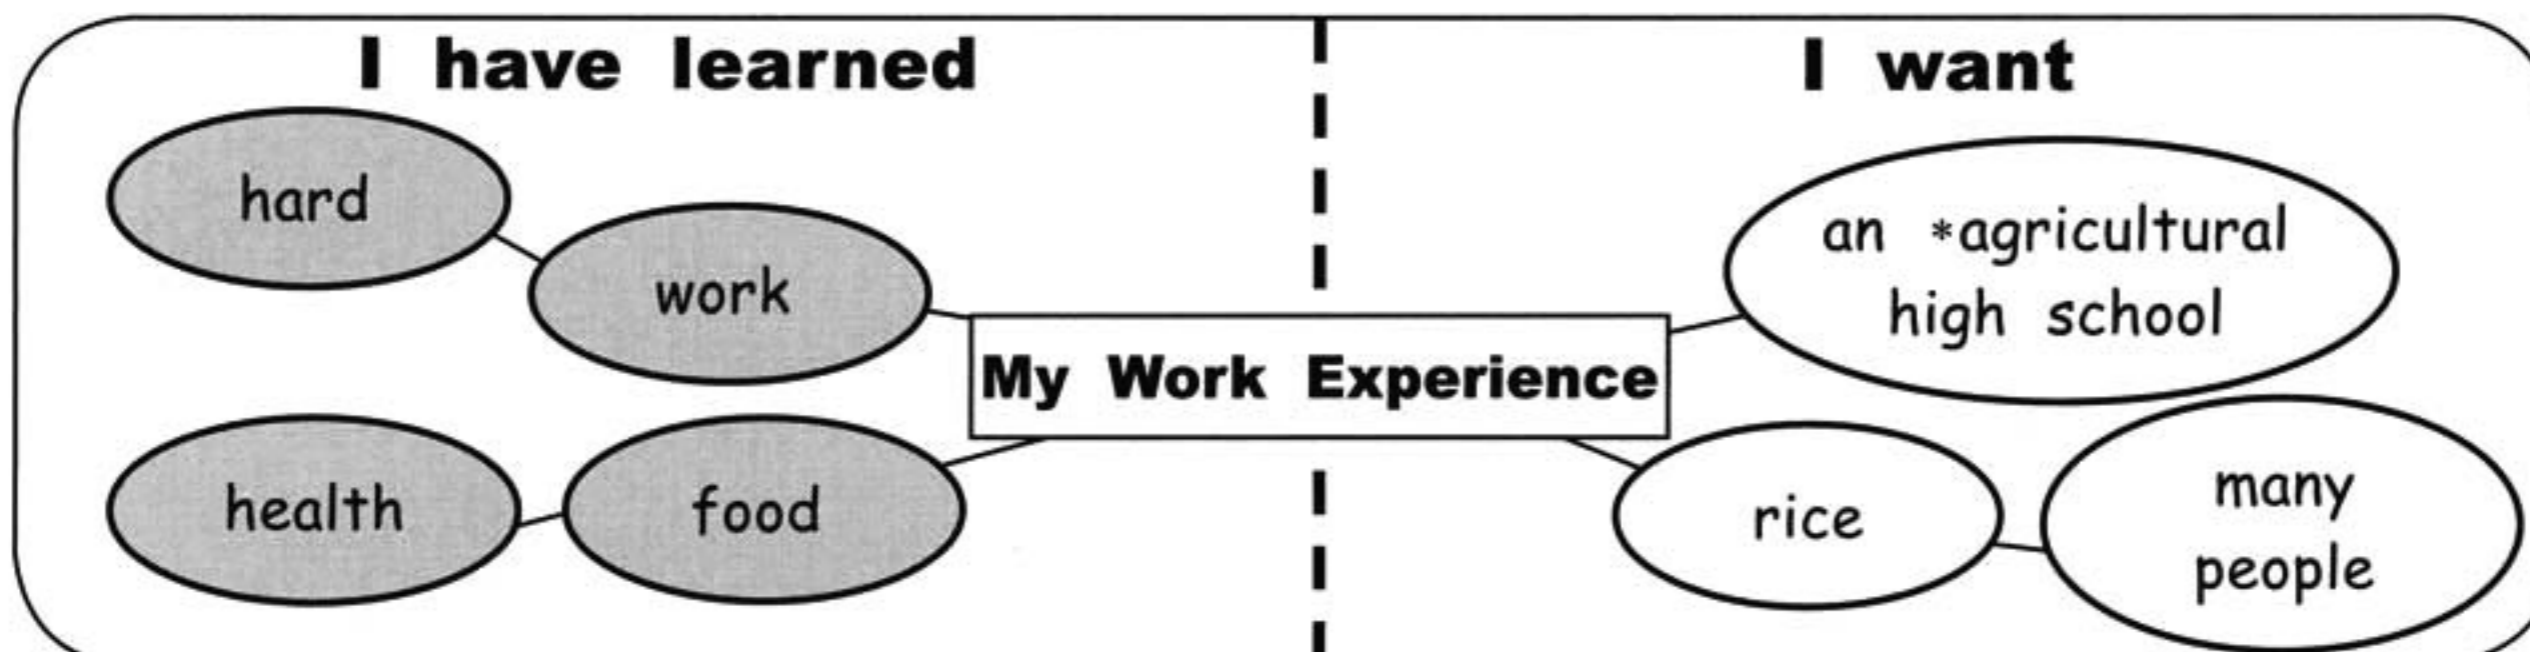 I have learned
I want
hard
work
health
food
My Work Experience
an *agricultural
high school
rice
many
people